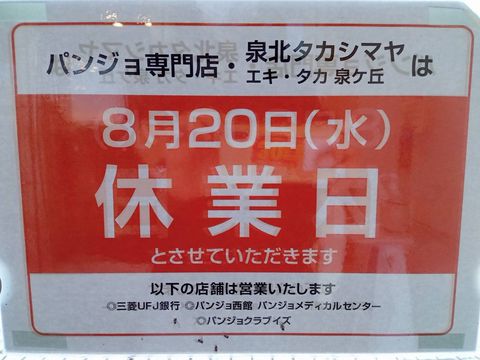 パンジョ専門店・泉北タカシマヤ エキ・タカ 泉ケ丘は
8月20日(水)
休業日
とさせていただきます
以下の店舗は営業いたします
◎三菱UFJ銀行 ◎パンジョ西館 パンジョメディカルセンター
◎パンジョクラブイズ